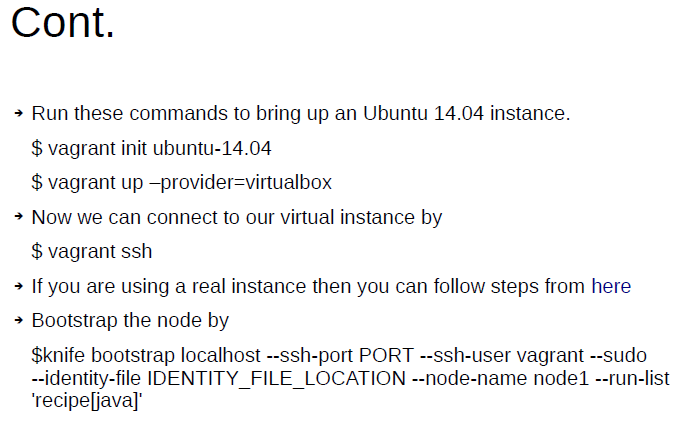 Cont.
Run these commands to bring up an Ubuntu 14.04 instance.
$ vagrant init ubuntu-14.04
$ vagrant up –provider=virtualbox
Now we can connect to our virtual instance by
$ vagrant ssh
If you are using a real instance then you can follow steps from here
Bootstrap the node by
$knife bootstrap localhost --ssh-port PORT --ssh-user vagrant --sudo
--identity-file IDENTITY_FILE_LOCATION --node-name node1 --run-list
'recipe[java]'